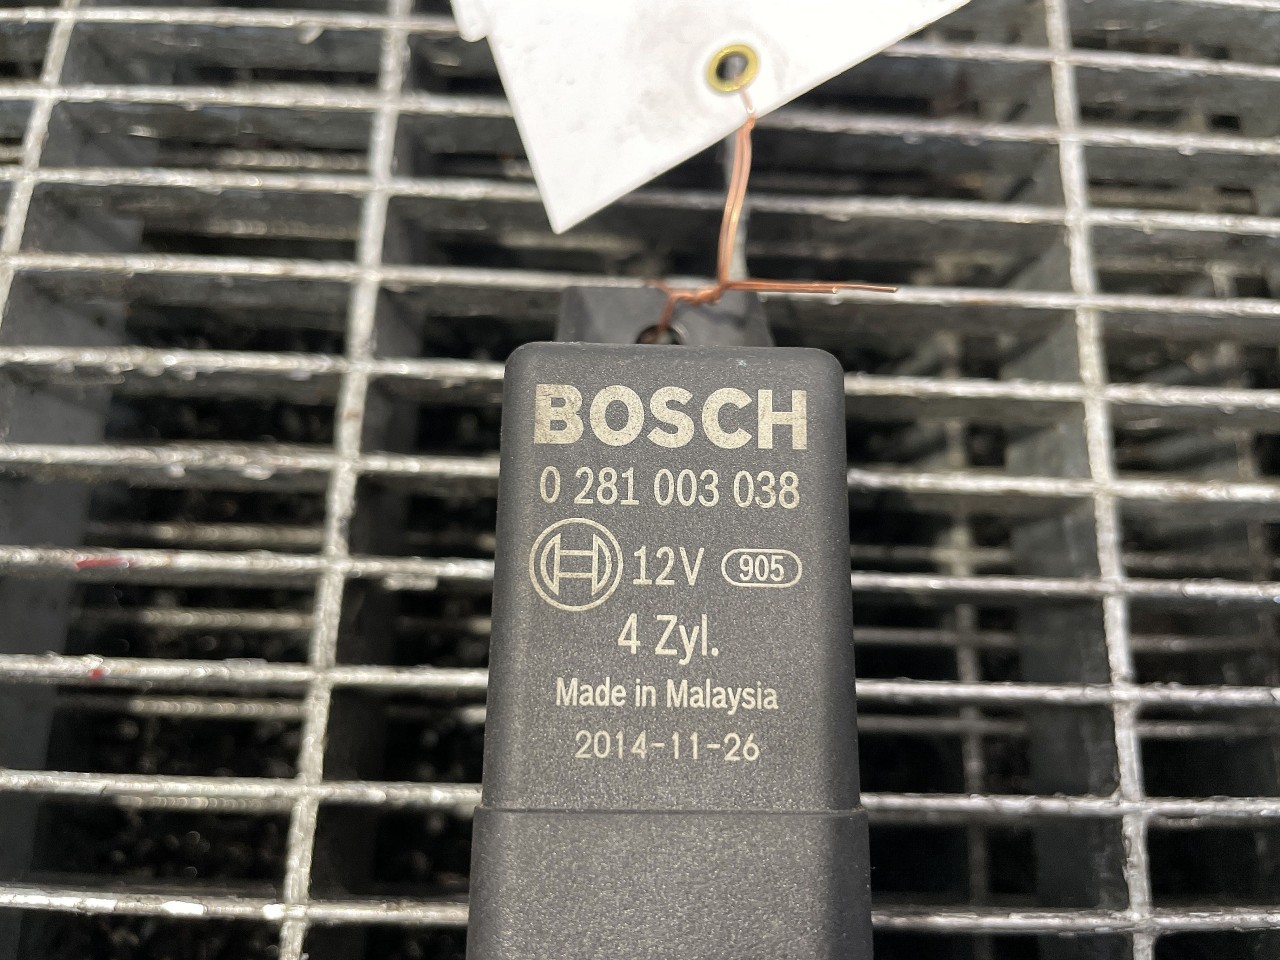 BOSCH
0 281 003 038
12V 905
4 Zyl.
Made in Malaysia
2014-11-26